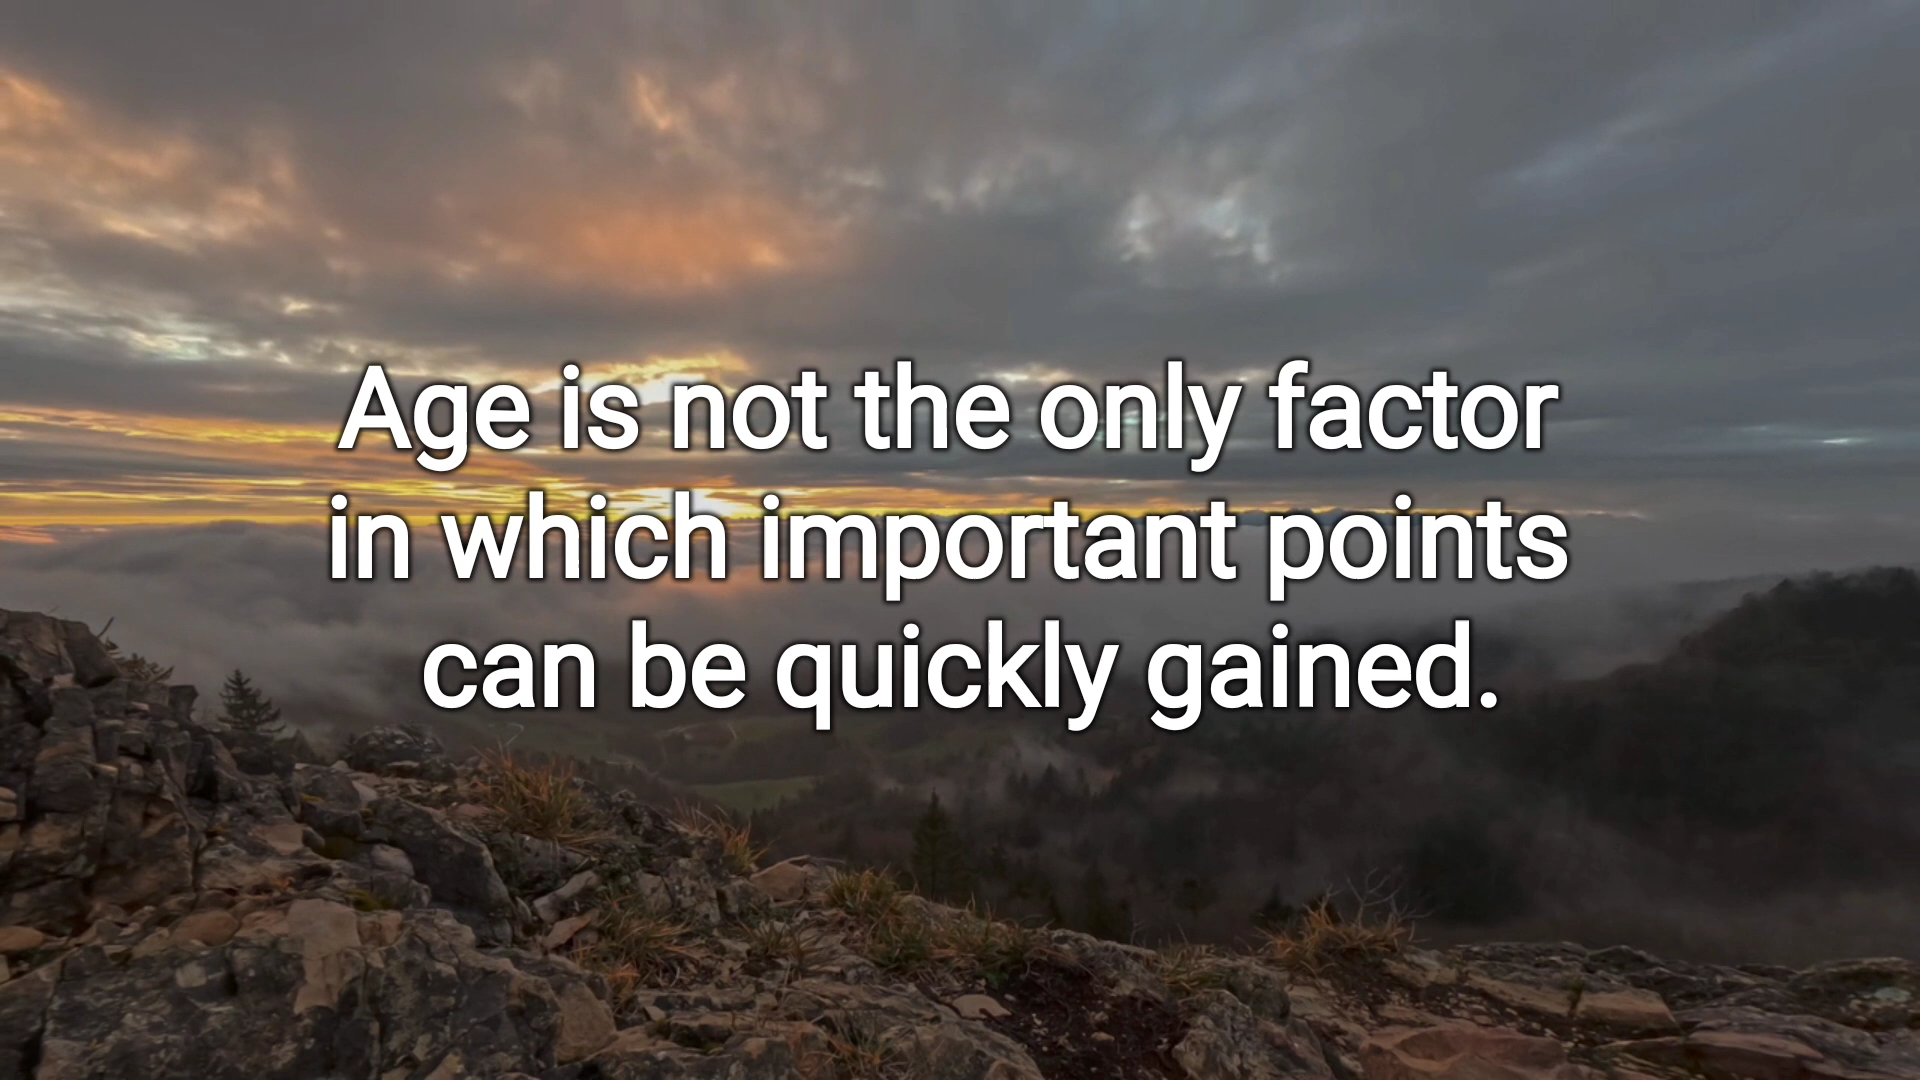 Age is not the only factor
in which important points
can be quickly gained.